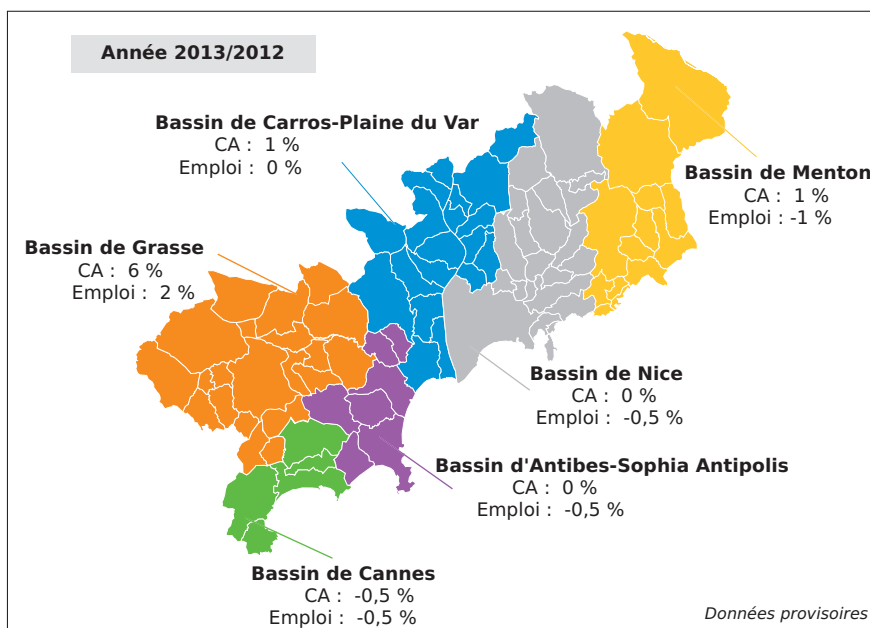 Année 2013/2012
Bassin de Carros-Plaine du Var
CA : 1 %
Emploi : 0 %
Bassin de Menton
CA : 1 %
Emploi : -1 %
Bassin de Grasse
CA : 6 %
Emploi : 2 %
Bassin de Nice
CA : 0 %
Emploi : -0,5 %
Bassin d'Antibes-Sophia Antipolis
CA : 0 %
Emploi : -0,5 %
Bassin de Cannes
CA : -0,5 %
Emploi : -0,5 %
Données provisoires